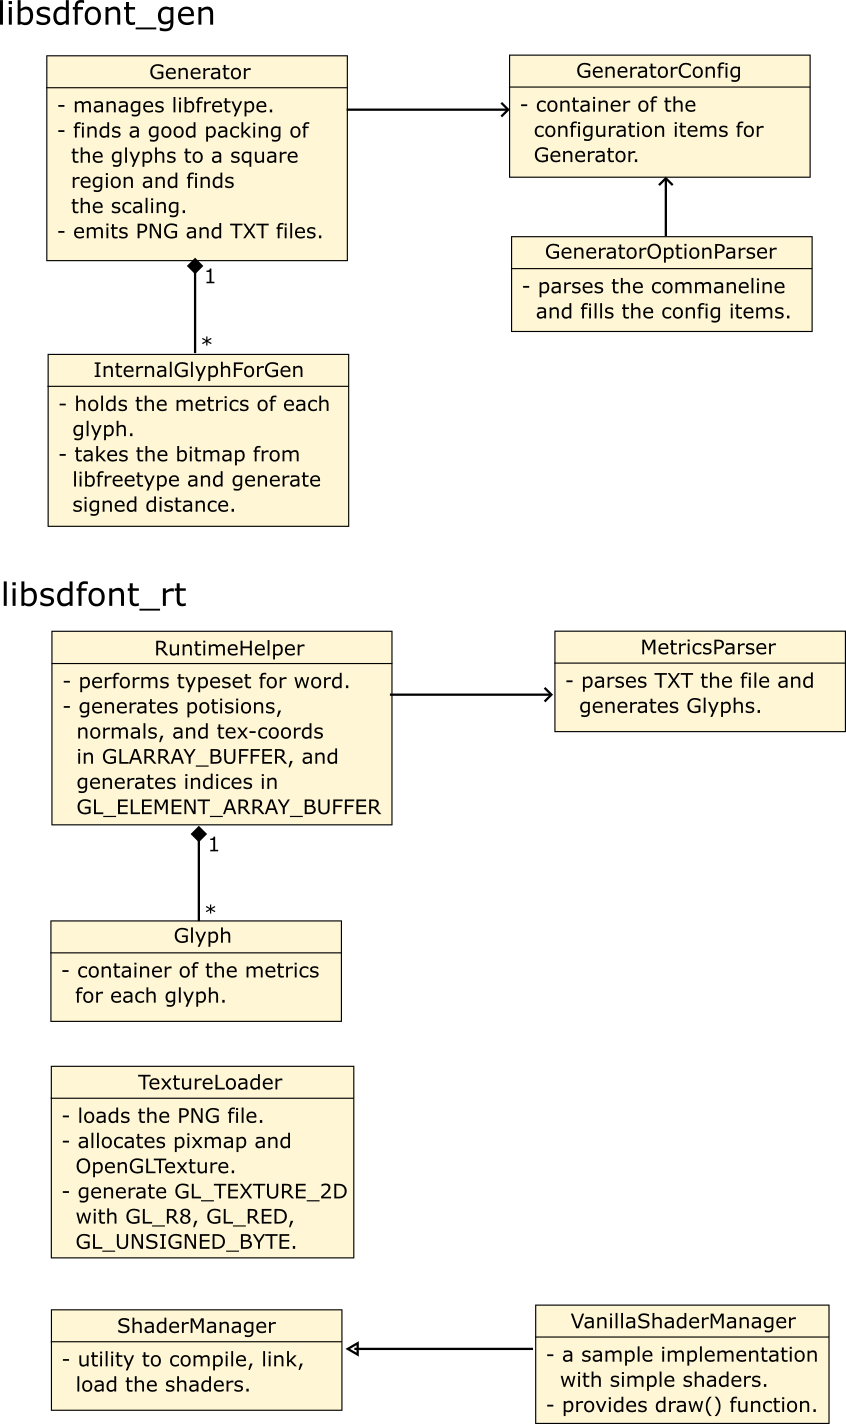 libsdfont_gen
Generator
- manages libfretype.
- finds a good packing of
the glyphs to a square
region and finds
the scaling.
- emits PNG and TXT files.
GeneratorConfig
- container of the
configuration items for
Generator.
GeneratorOptionParser
- parses the commaneline
and fills the config items.
1
*
InternalGlyphForGen
- holds the metrics of each
glyph.
- takes the bitmap from
libfreetype and generate
signed distance.
libsdfont_rt
RuntimeHelper
- performs typeset for word.
- generates potisions,
normals, and tex-coords
in GLARRAY_BUFFER, and
generates indices in
GL_ELEMENT_ARRAY_BUFFER
MetricsParser
- parses TXT the file and
generates Glyphs.
1
*
Glyph
- container of the metrics
for each glyph.
TextureLoader
- loads the PNG file.
- allocates pixmap and
OpenGLTexture.
- generate GL_TEXTURE_2D
with GL_R8, GL_RED,
GL_UNSIGNED_BYTE.
ShaderManager
- utility to compile, link,
load the shaders.
VanillaShaderManager
- a sample implementation
with simple shaders.
- provides draw() function.